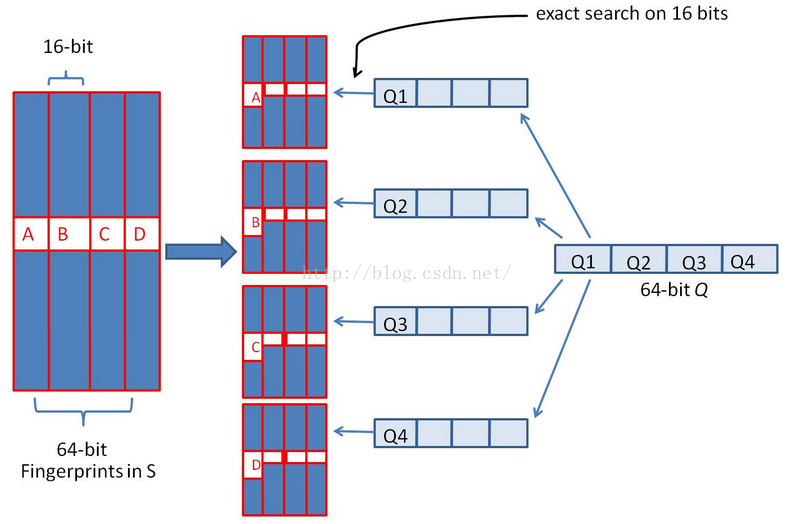 exact search on 16 bits
16-bit
A
Q1
A B C D
B
Q2
http://blog.csdn.net/
Q1 Q2 Q3 Q4
64-bit Q
C
Q3
D
Q4
64-bit
Fingerprints in S